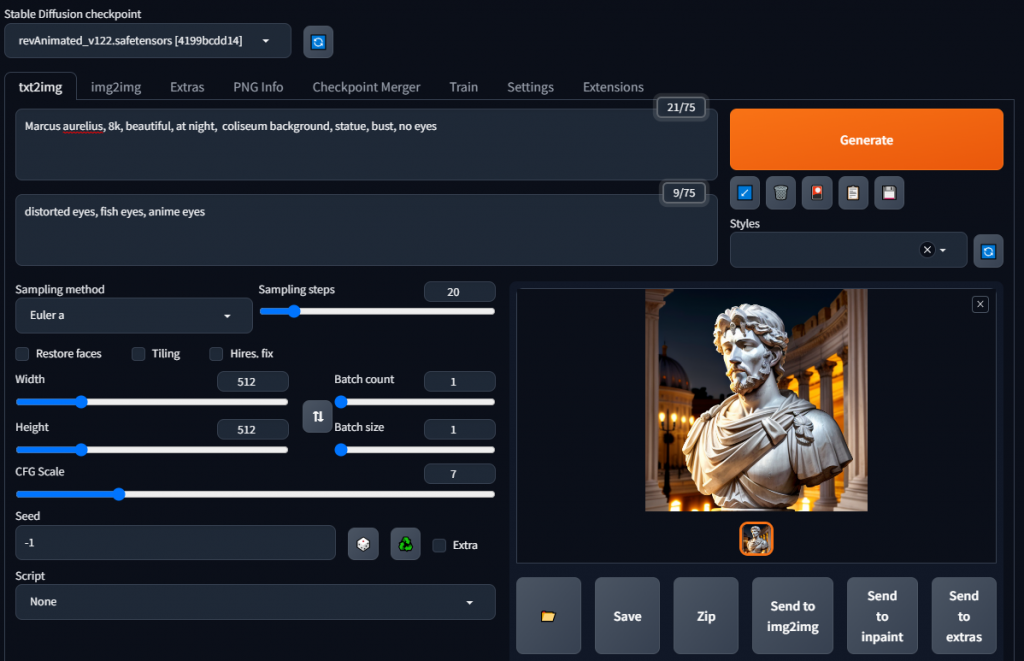 Stable Diffusion checkpoint
revAnimated_v122.safetensors [4199bcdd14]
txt2img
img2img
Extras
PNG Info
Checkpoint Merger
Train
Settings
Extensions
21/75
Marcus aurelius, 8k, beautiful, at night,  coliseum background, statue, bust, no eyes
Generate
9/75
distorted eyes, fish eyes, anime eyes
Styles
Sampling method
Euler a
Sampling steps
20
Restore faces
Tiling
Hires. fix
Width
512
Batch count
1
Height
512
Batch size
1
CFG Scale
7
Seed
-1
Extra
Script
None
Save
Zip
Send to
img2img
Send
to
inpaint
Send
to
extras